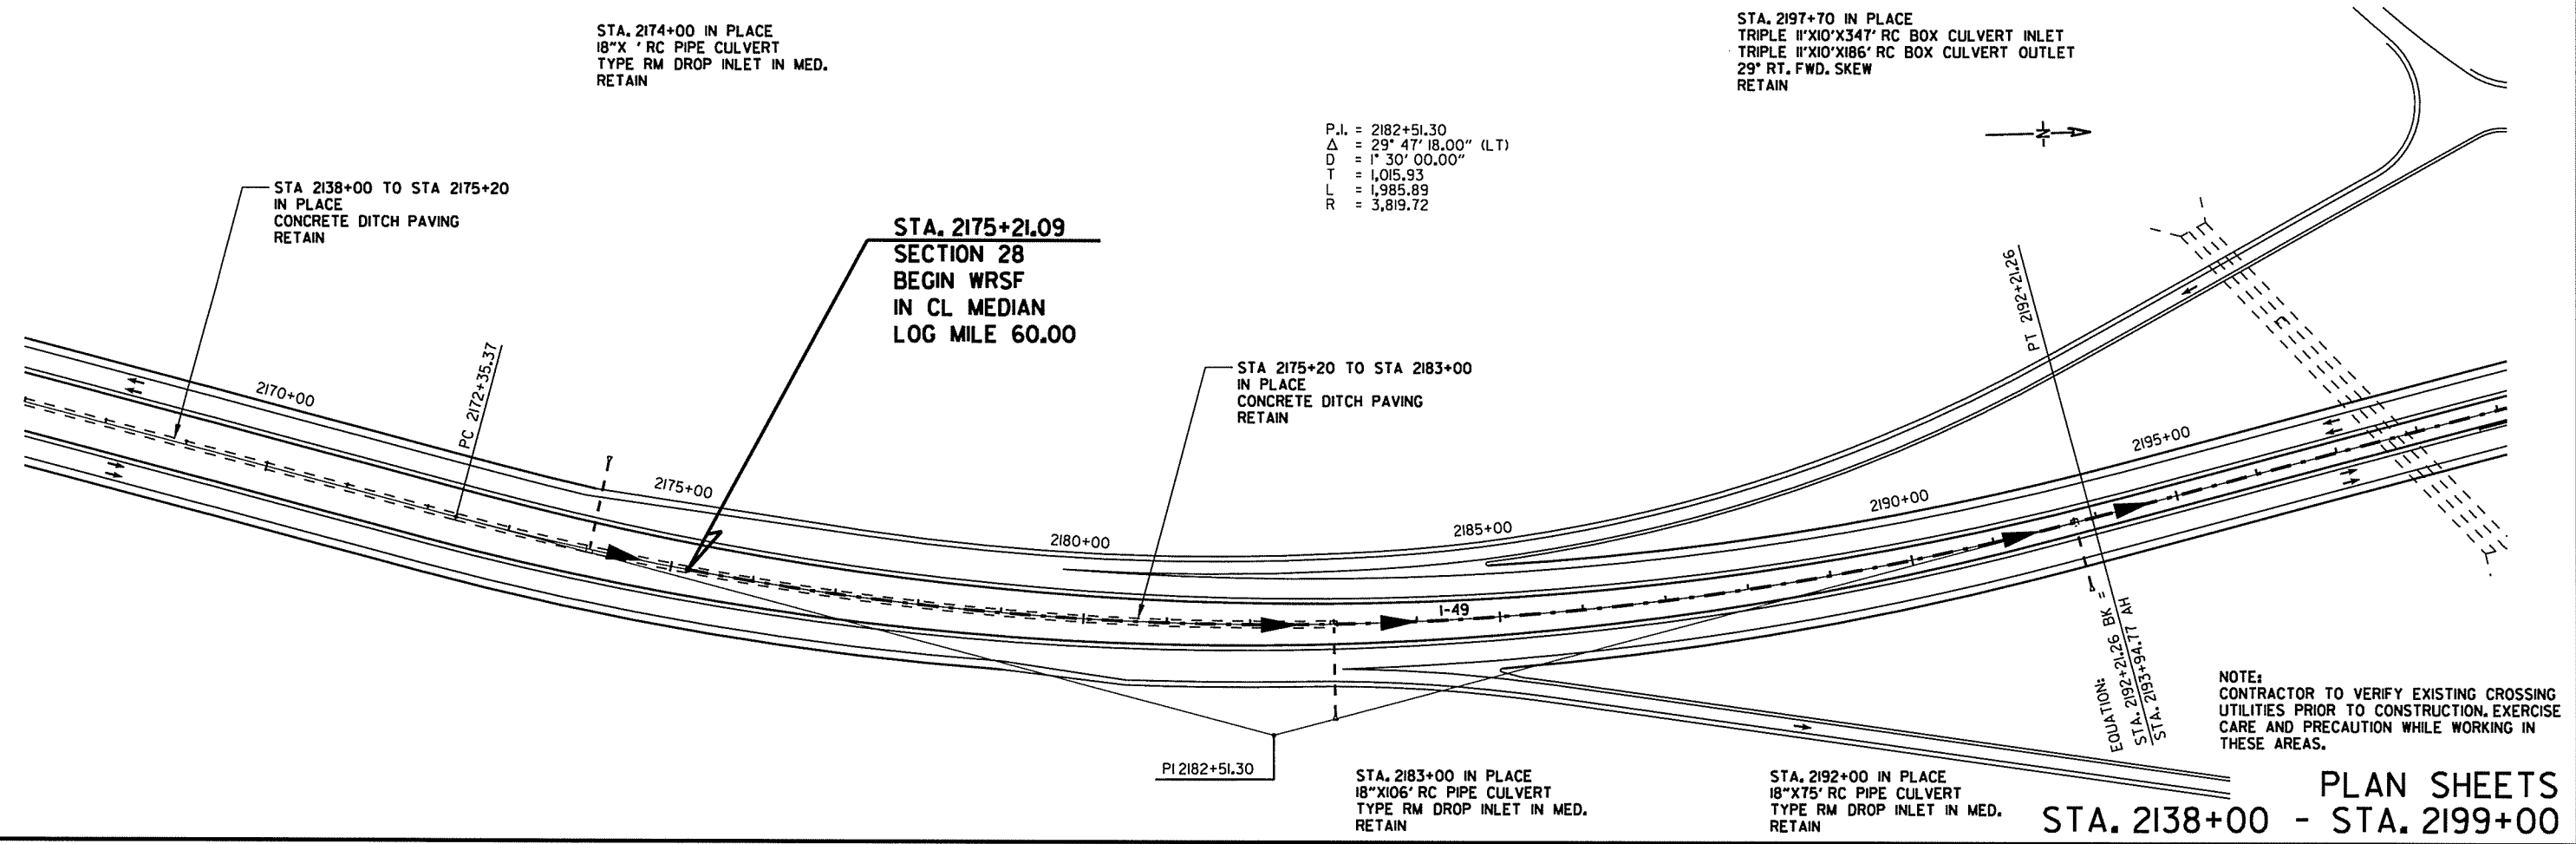 STA. 2174+00 IN PLACE
18"X ' RC PIPE CULVERT
TYPE RM DROP INLET IN MED.
RETAIN
STA. 2197+70 IN PLACE
TRIPLE 11'X10'X347' RC BOX CULVERT INLET
TRIPLE 11'X10'X186' RC BOX CULVERT OUTLET
29° RT. FWD. SKEW
RETAIN
P.I. = 2182+51.30
Δ = 29° 47' 18.00" (LT)
D = 1° 30' 00.00"
T = 1,015.93
L = 1,985.89
R = 3,819.72
N
STA 2138+00 TO STA 2175+20
IN PLACE
CONCRETE DITCH PAVING
RETAIN
STA. 2175+21.09
SECTION 28
BEGIN WRSF
IN CL MEDIAN
LOG MILE 60.00
STA 2175+20 TO STA 2183+00
IN PLACE
CONCRETE DITCH PAVING
RETAIN
2170+00
PC 2172+35.37
2175+00
2180+00
2185+00
2190+00
2195+00
PT 2192+21.26
I-49
EQUATION:
STA. 2192+21.26 BK =
STA. 2193+94.77 AH
PI 2182+51.30
NOTE:
CONTRACTOR TO VERIFY EXISTING CROSSING
UTILITIES PRIOR TO CONSTRUCTION. EXERCISE
CARE AND PRECAUTION WHILE WORKING IN
THESE AREAS.
STA. 2183+00 IN PLACE
18"X106' RC PIPE CULVERT
TYPE RM DROP INLET IN MED.
RETAIN
STA. 2192+00 IN PLACE
18"X75' RC PIPE CULVERT
TYPE RM DROP INLET IN MED.
RETAIN
PLAN SHEETS
STA. 2138+00 - STA. 2199+00